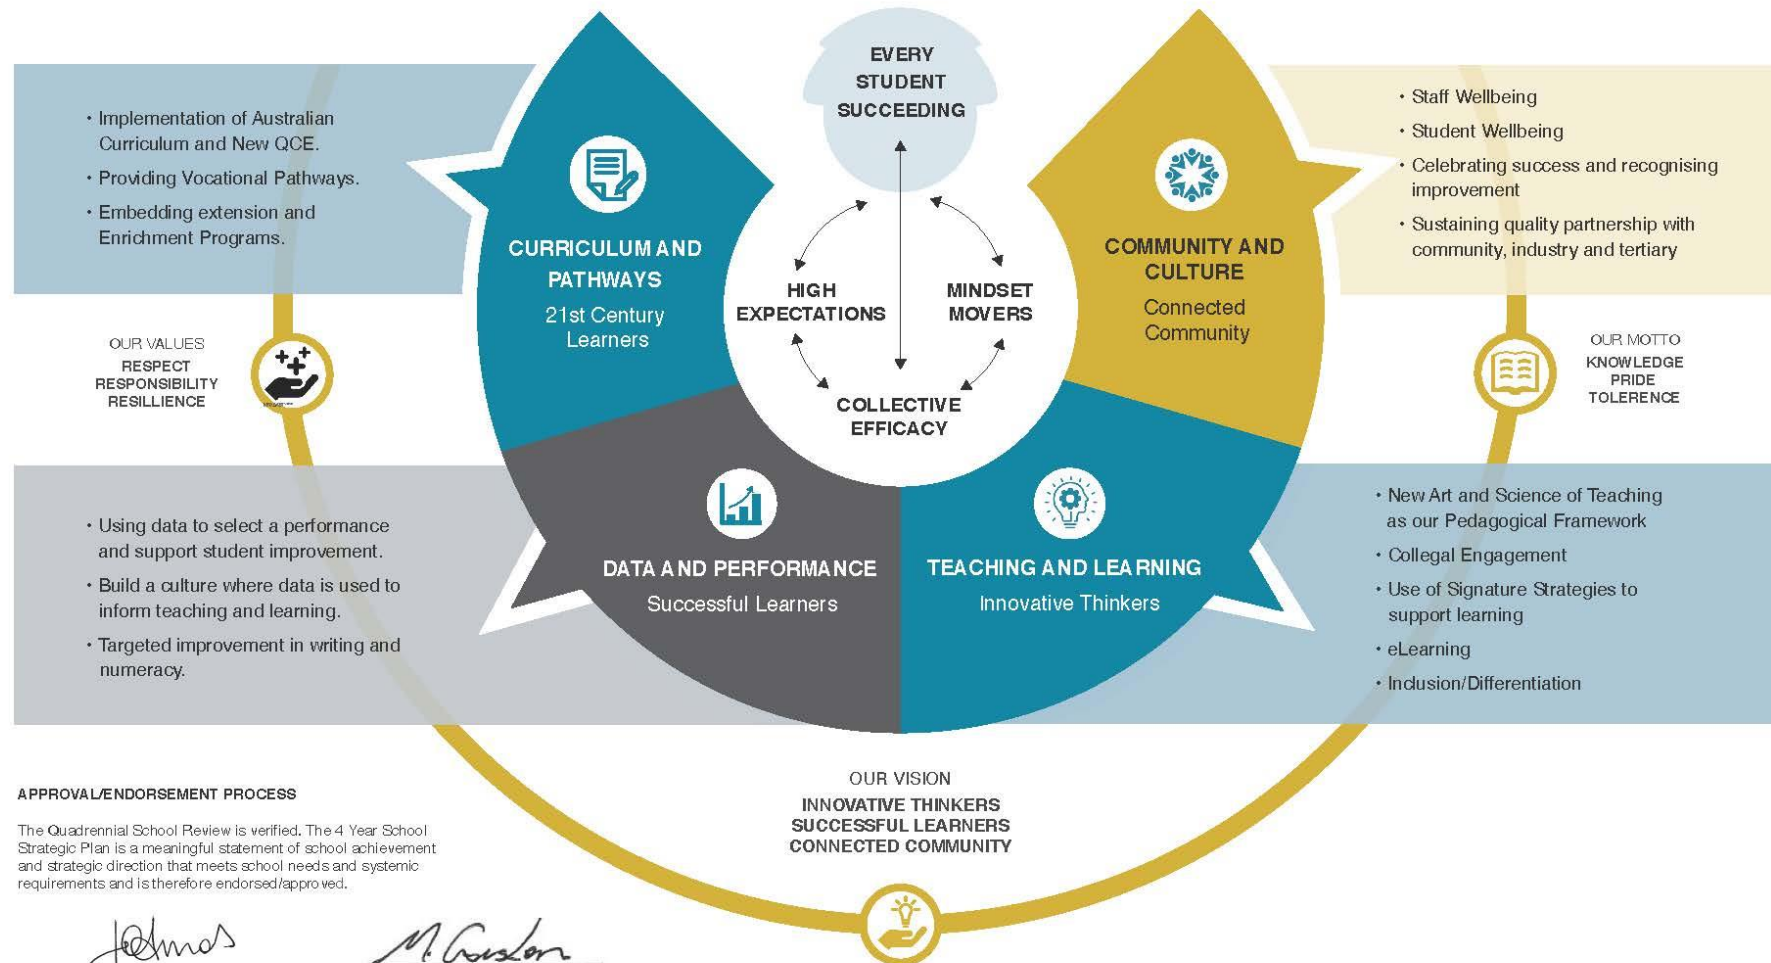 EVERY
STUDENT
SUCCEEDING
• Implementation of Australian
Curriculum and New QCE.
• Providing Vocational Pathways.
• Embedding extension and
Enrichment Programs.
CURRICULUM AND
PATHWAYS
21st Century
Learners
HIGH
EXPECTATIONS
MINDSET
MOVERS
COLLECTIVE
EFFICACY
COMMUNITY AND
CULTURE
Connected
Community
• Staff Wellbeing
• Student Wellbeing
• Celebrating success and recognising
improvement
• Sustaining quality partnership with
community, industry and tertiary
OUR VALUES
RESPECT
RESPONSIBILITY
RESILLIENCE
OUR MOTTO
KNOWLEDGE
PRIDE
TOLERENCE
• Using data to select a performance
and support student improvement.
• Build a culture where data is used to
inform teaching and learning.
• Targeted improvement in writing and
numeracy.
DATA AND PERFORMANCE
Successful Learners
TEACHING AND LEARNING
Innovative Thinkers
• New Art and Science of Teaching
as our Pedagogical Framework
• Collegal Engagement
• Use of Signature Strategies to
support learning
• eLearning
• Inclusion/Differentiation
OUR VISION
INNOVATIVE THINKERS
SUCCESSFUL LEARNERS
CONNECTED COMMUNITY
APPROVAL/ENDORSEMENT PROCESS
The Quadrennial School Review is verified. The 4 Year School
Strategic Plan is a meaningful statement of school achievement
and strategic direction that meets school needs and systemic
requirements and is therefore endorsed/approved.